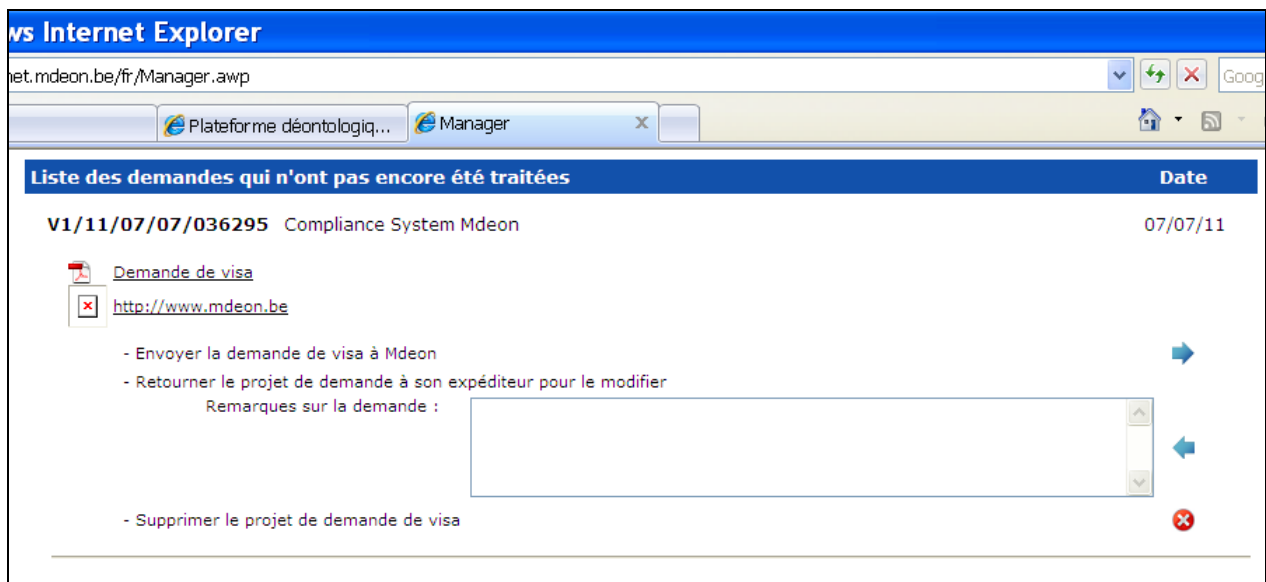 ws Internet Explorer
net.mdeon.be/fr/Manager.awp Goog
Plateforme déontologiq... Manager
Liste des demandes qui n'ont pas encore été traitées Date
V1/11/07/07/036295 Compliance System Mdeon 07/07/11
Demande de visa
http://www.mdeon.be
- Envoyer la demande de visa à Mdeon
- Retourner le projet de demande à son expéditeur pour le modifier
Remarques sur la demande :
- Supprimer le projet de demande de visa